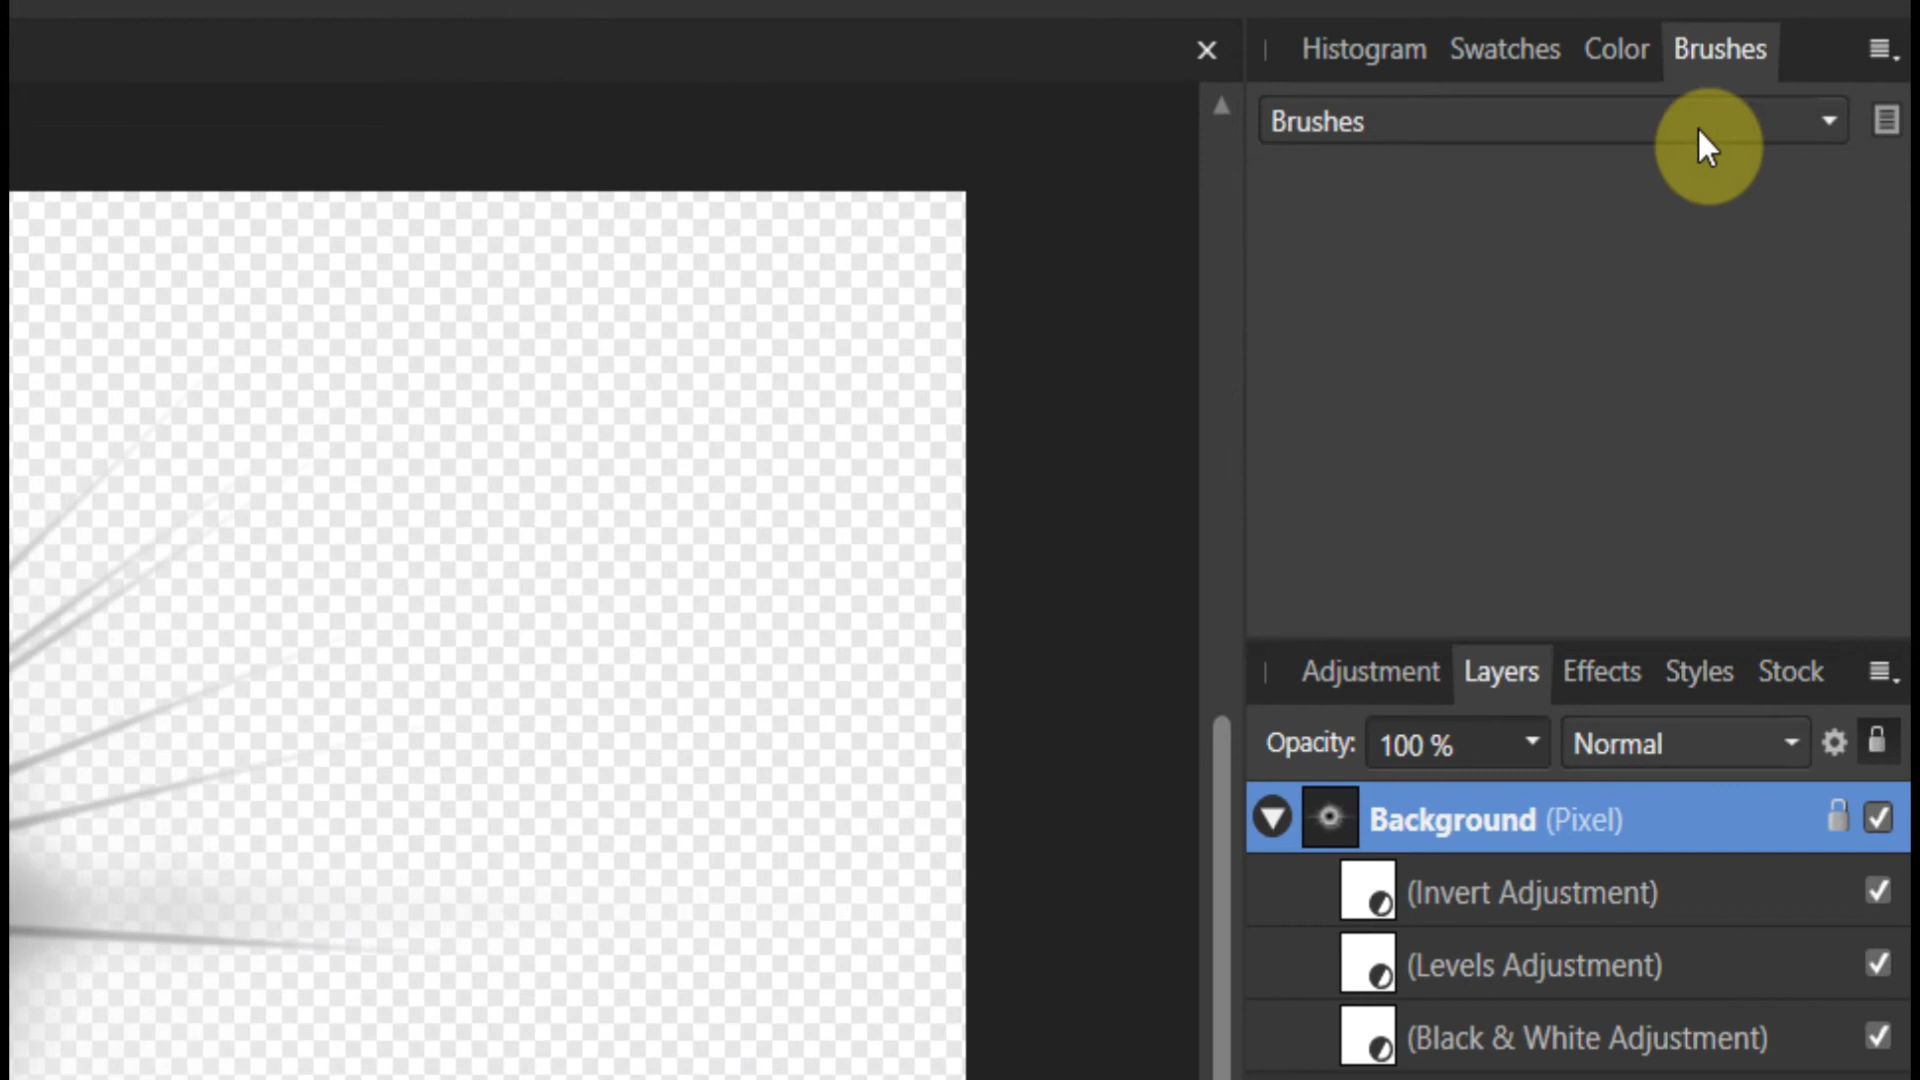 Histogram Swatches Color Brushes
Brushes
Adjustment Layers Effects Styles Stock
Opacity: 100 % Normal
Background (Pixel)
(Invert Adjustment)
(Levels Adjustment)
(Black & White Adjustment)